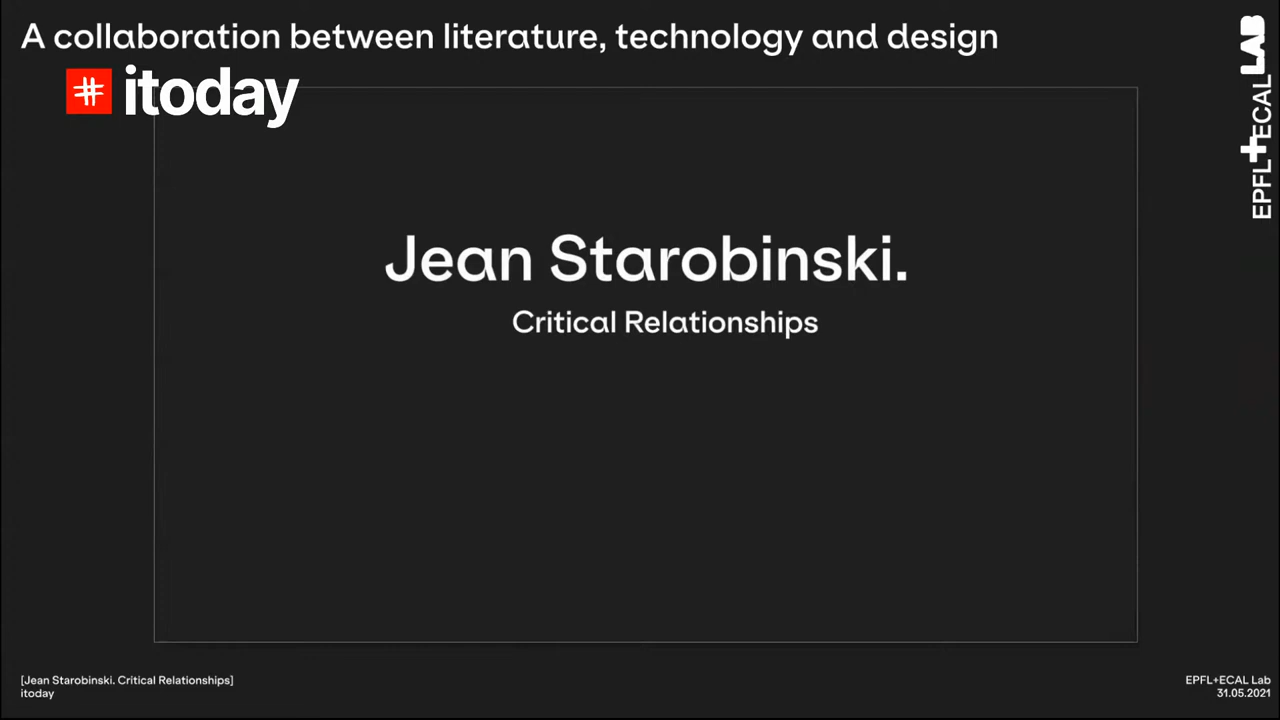 A collaboration between literature, technology and design
# itoday
EPFL+ECAL LAB
Jean Starobinski.
Critical Relationships
[Jean Starobinski. Critical Relationships]
itoday
EPFL+ECAL Lab
31.05.2021